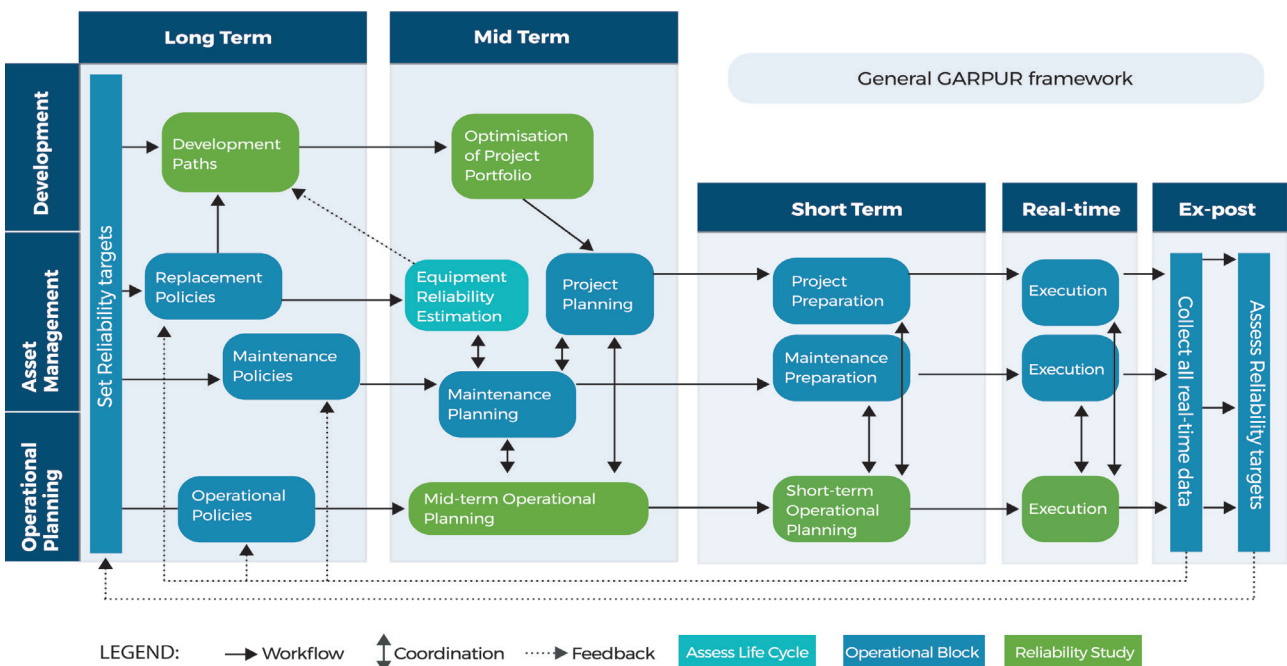 Long Term
Mid Term
General GARPUR framework
Development
Asset
Management
Operational
Planning
Set Reliability targets
Development
Paths
Optimisation
of Project
Portfolio
Short Term
Real-time
Ex-post
Replacement
Policies
Equipment
Reliability
Estimation
Project
Planning
Project
Preparation
Execution
Maintenance
Policies
Maintenance
Planning
Maintenance
Preparation
Execution
Operational
Policies
Mid-term Operational
Planning
Short-term
Operational
Planning
Execution
Collect all real-time data
Assess Reliability targets
LEGEND:
Workflow
Coordination
Feedback
Assess Life Cycle
Operational Block
Reliability Study